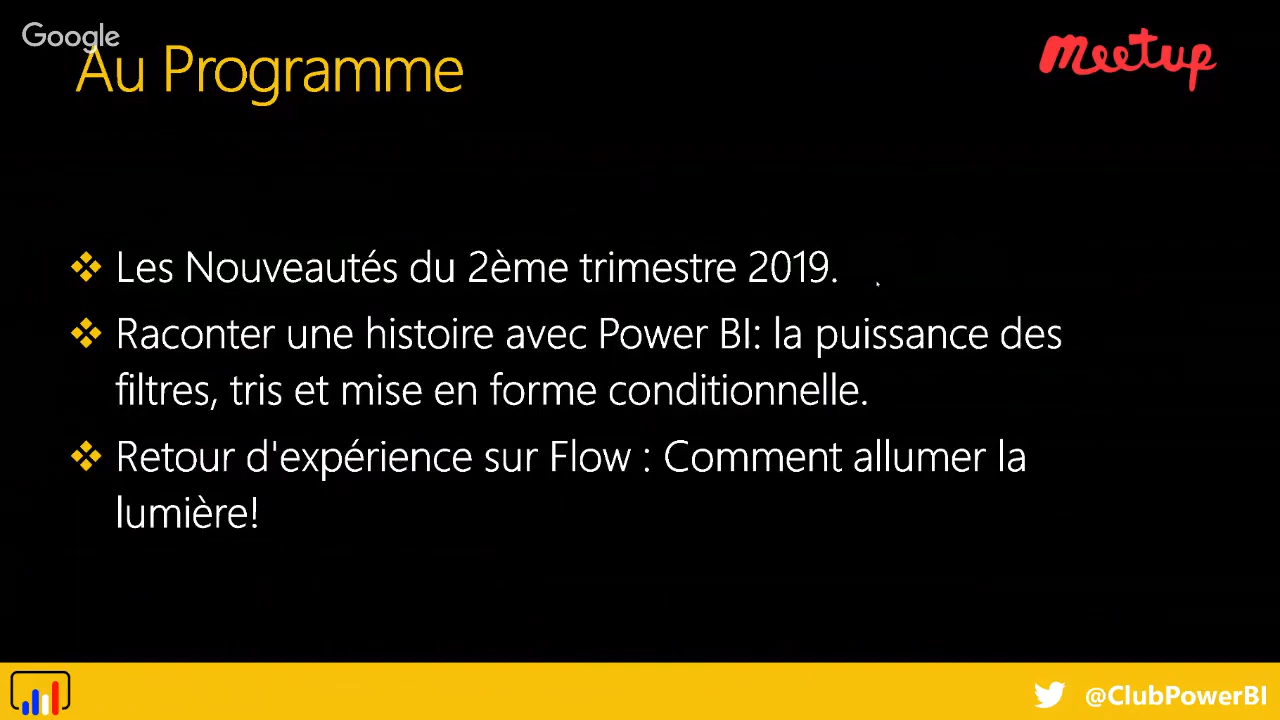 Google
Au Programme
Meetup
Les Nouveautés du 2ème trimestre 2019.
Raconter une histoire avec Power BI: la puissance des
filtres, tris et mise en forme conditionnelle.
Retour d'expérience sur Flow : Comment allumer la
lumière!
@ClubPowerBI